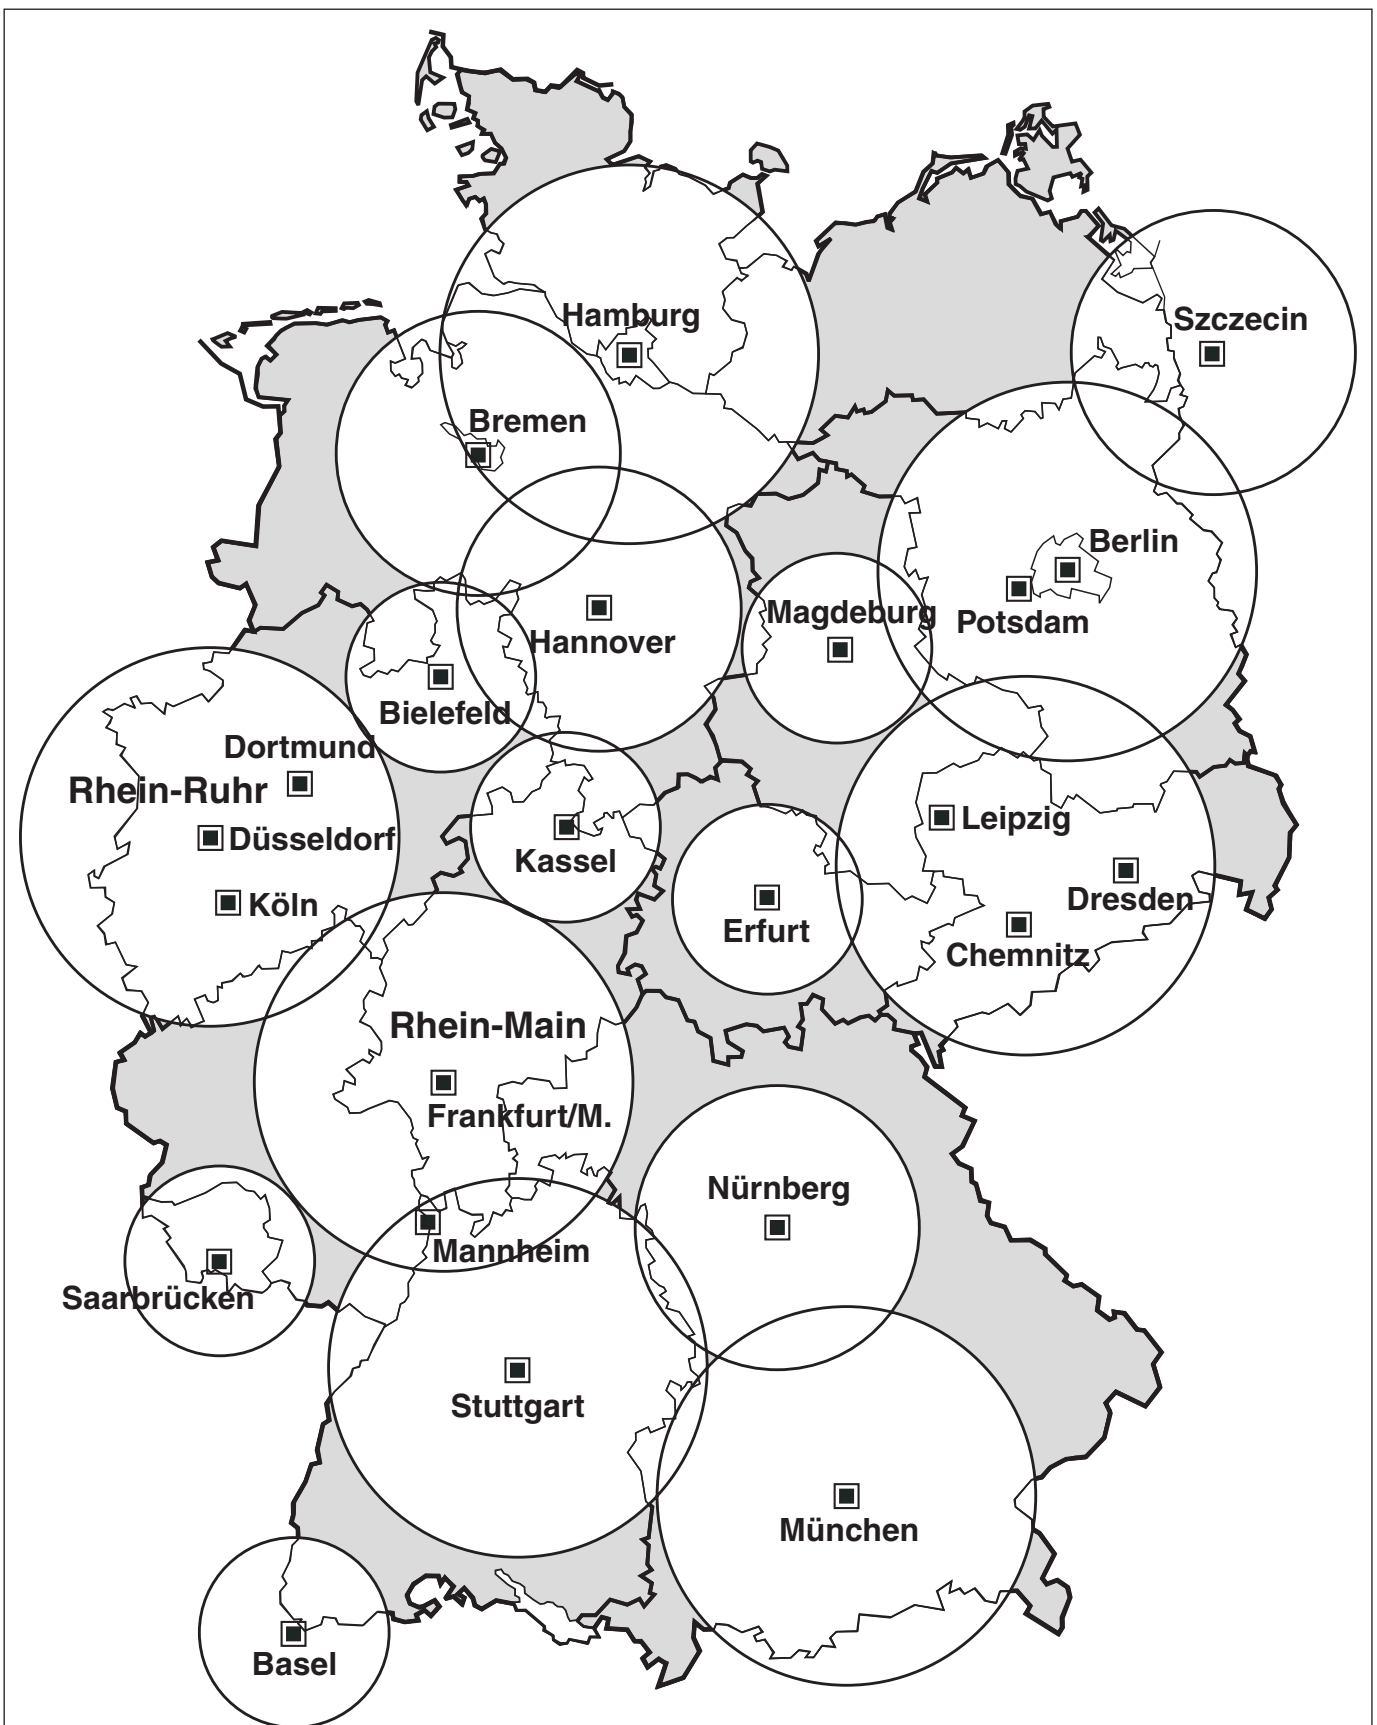 Hamburg
Szczecin
Bremen
Berlin
Magdeburg
Potsdam
Hannover
Bielefeld
Dortmund
Rhein-Ruhr
Leipzig
Düsseldorf
Kassel
Dresden
Köln
Erfurt
Chemnitz
Rhein-Main
Frankfurt/M.
Nürnberg
Mannheim
Saarbrücken
Stuttgart
München
Basel